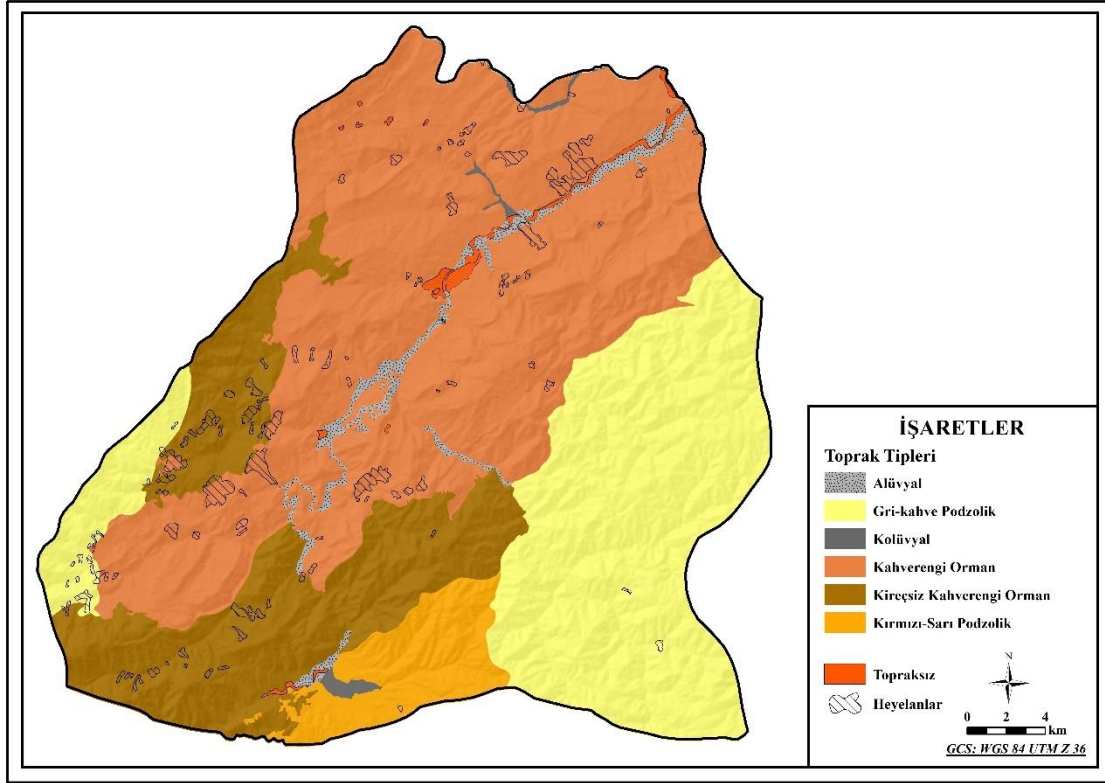 İŞARETLER
Toprak Tipleri
Alüvyal
Gri-kahve Podzolik
Kolüvyal
Kahverengi Orman
Kireçsiz Kahverengi Orman
Kırmızı-Sarı Podzolik
Topraksız
Heyelanlar
N
0 2 4
km
GCS: WGS 84 UTM Z 36